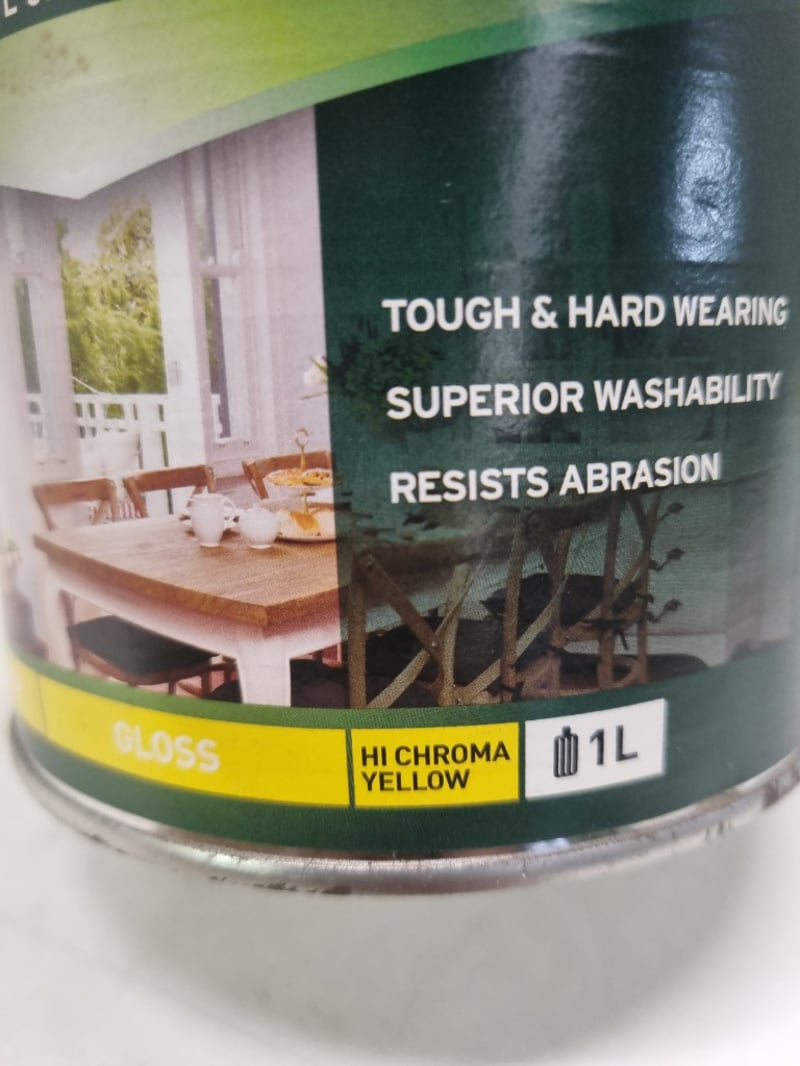 TOUGH & HARD WEARING
SUPERIOR WASHABILITY
RESISTS ABRASION
GLOSS
HI CHROMA
YELLOW
1L